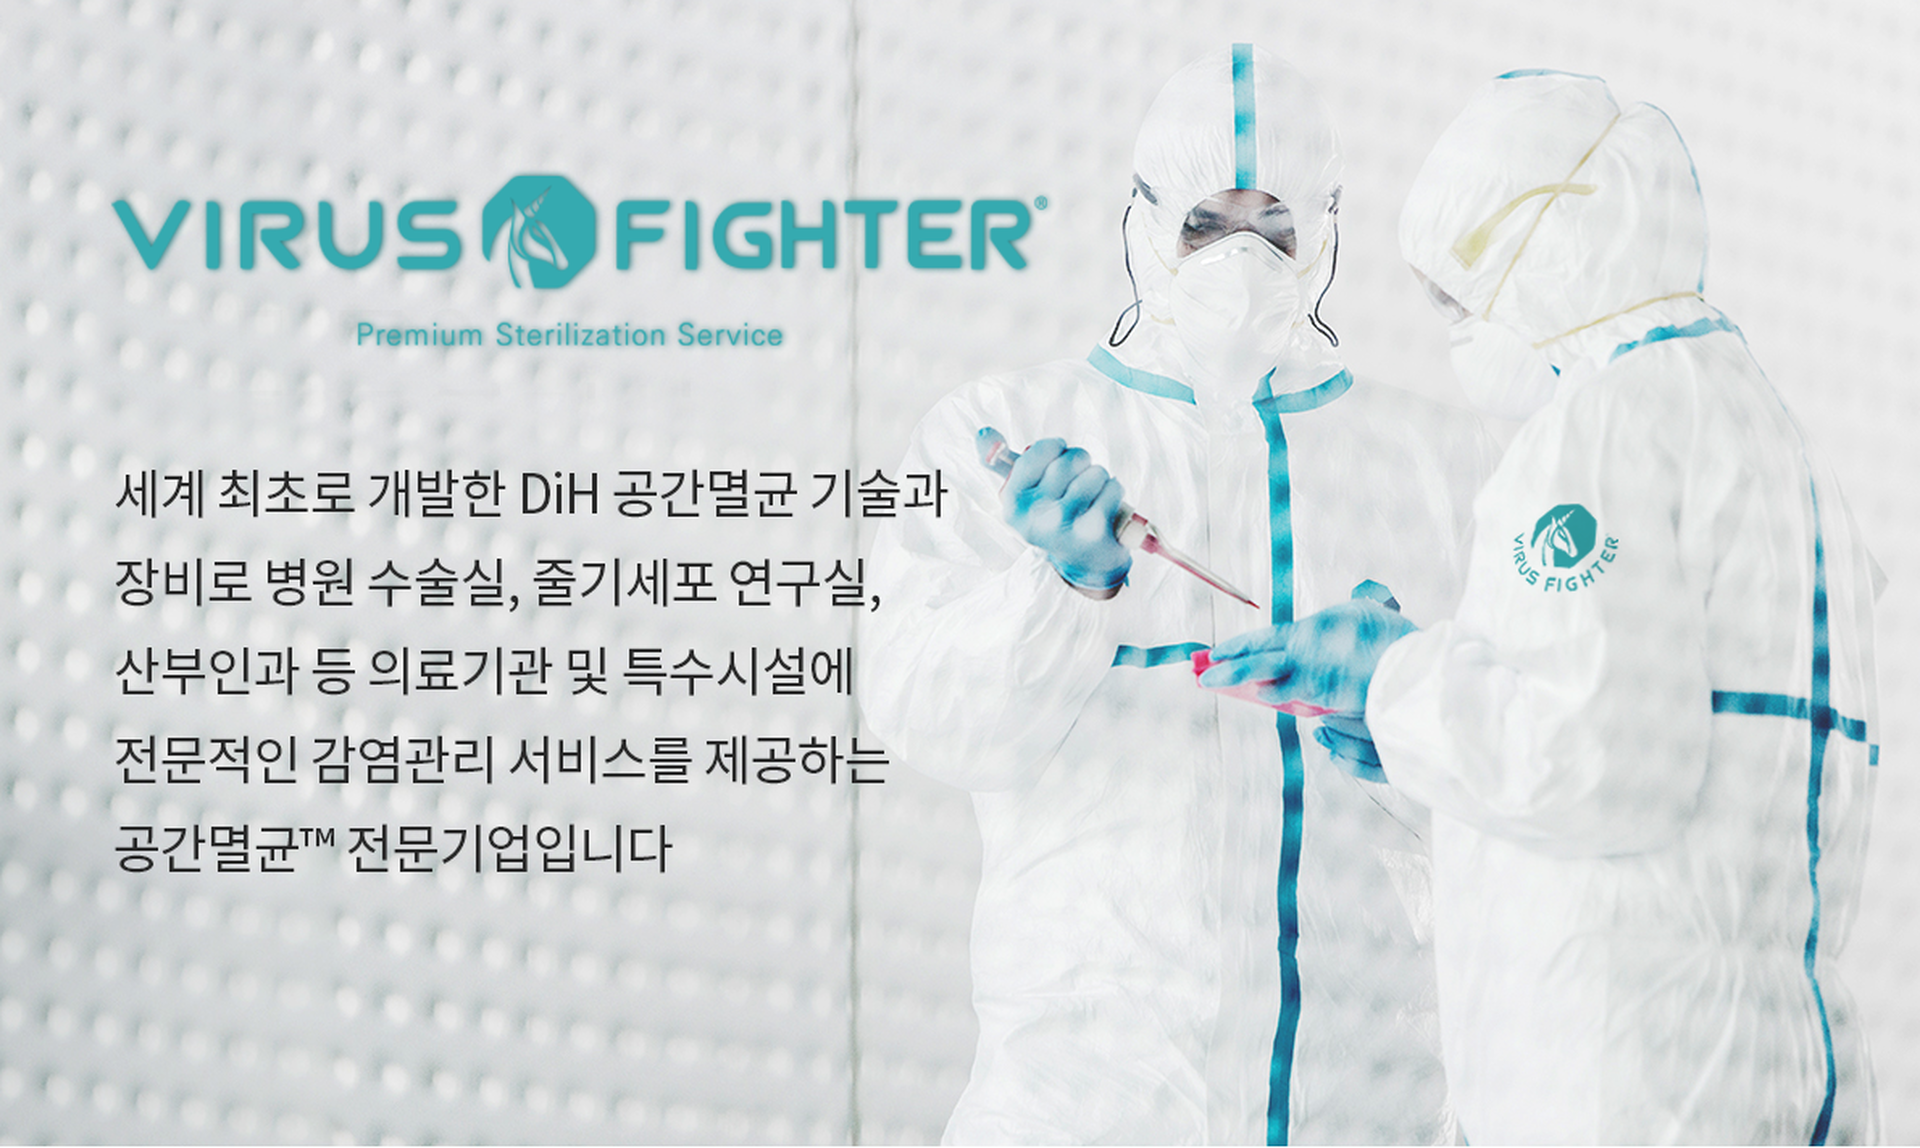 VIRUS FIGHTER®
Premium Sterilization Service
세계 최초로 개발한 DiH 공간멸균 기술과
장비로 병원 수술실, 줄기세포 연구실,
산부인과 등 의료기관 및 특수시설에
전문적인 감염관리 서비스를 제공하는
공간멸균™ 전문기업입니다
VIRUS FIGHTER